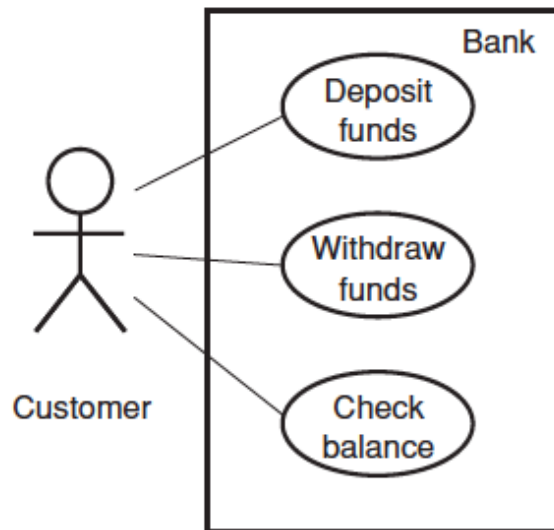 Bank
Deposit
funds
Withdraw
funds
Customer
Check
balance